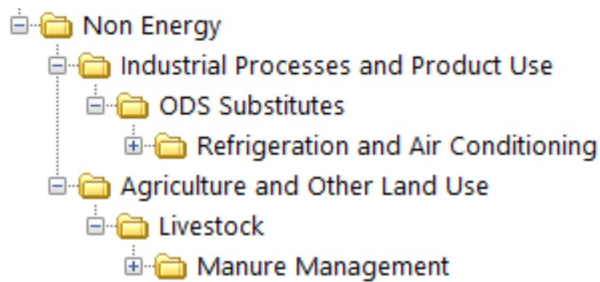 Non Energy
Industrial Processes and Product Use
ODS Substitutes
Refrigeration and Air Conditioning
Agriculture and Other Land Use
Livestock
Manure Management